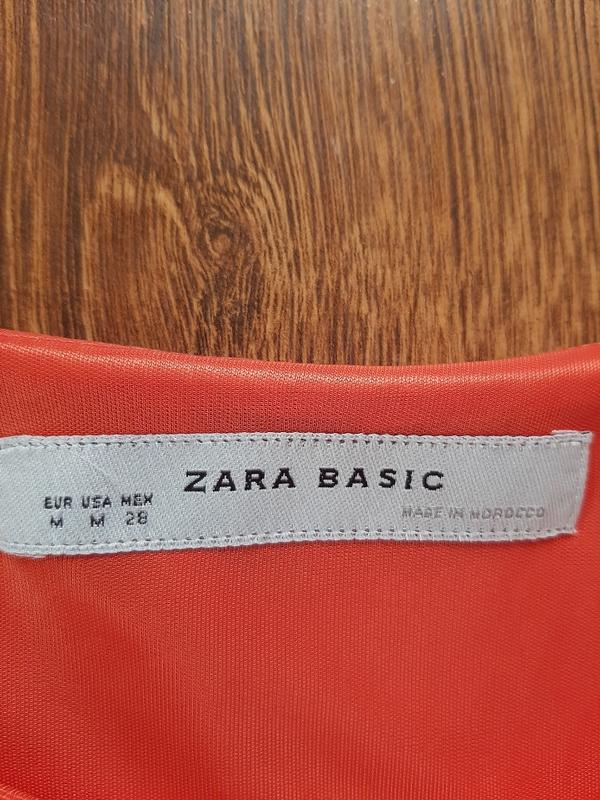 ZARA BASIC
EUR USA MEX
M M 28
MADE IN MOROCCO